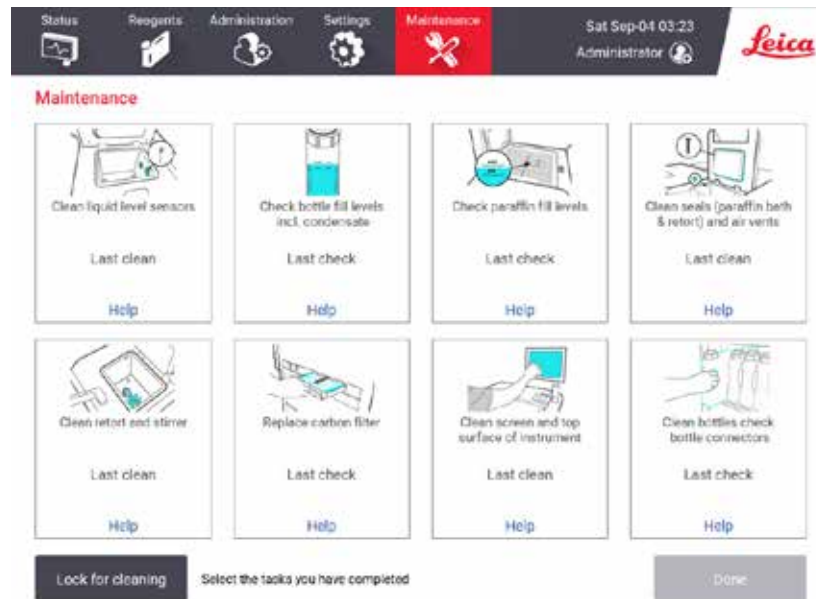 Status Reagents Administration Settings Maintenance
Sat Sep-04 03:23
Administrator
Leica
Maintenance
Clean liquid level sensors
Last clean
Help
Check bottle fill levels
incl. condensate
Last check
Help
Check paraffin fill levels
Last check
Help
Clean seals (paraffin bath
& retort) and air vents
Last clean
Help
Clean retort and stirrer
Last clean
Help
Replace carbon filter
Last check
Help
Clean screen and top
surface of instrument
Last clean
Help
Clean bottles check
bottle connectors
Last check
Help
Lock for cleaning
Select the tasks you have completed
Done